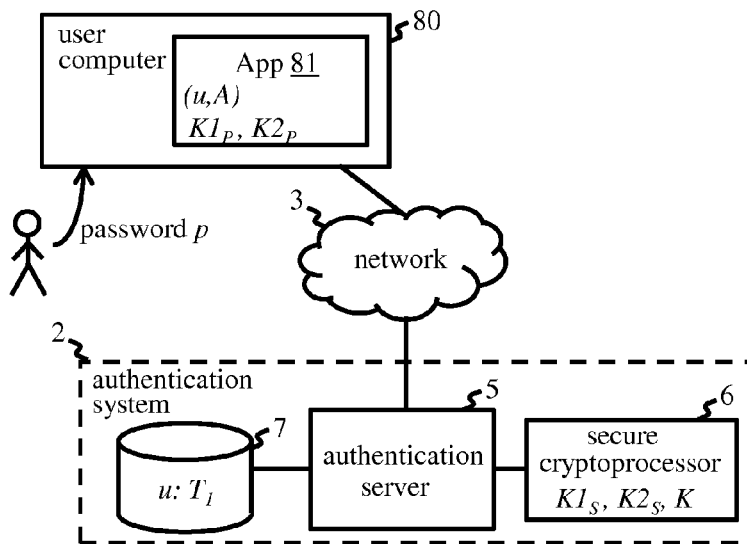 80
user
computer
App 81
(u,A)
K1P, K2P
password p
3
network
2
authentication
system
5
6
7
authentication
server
secure
cryptoprocessor
K1S, K2S, K
u: T1